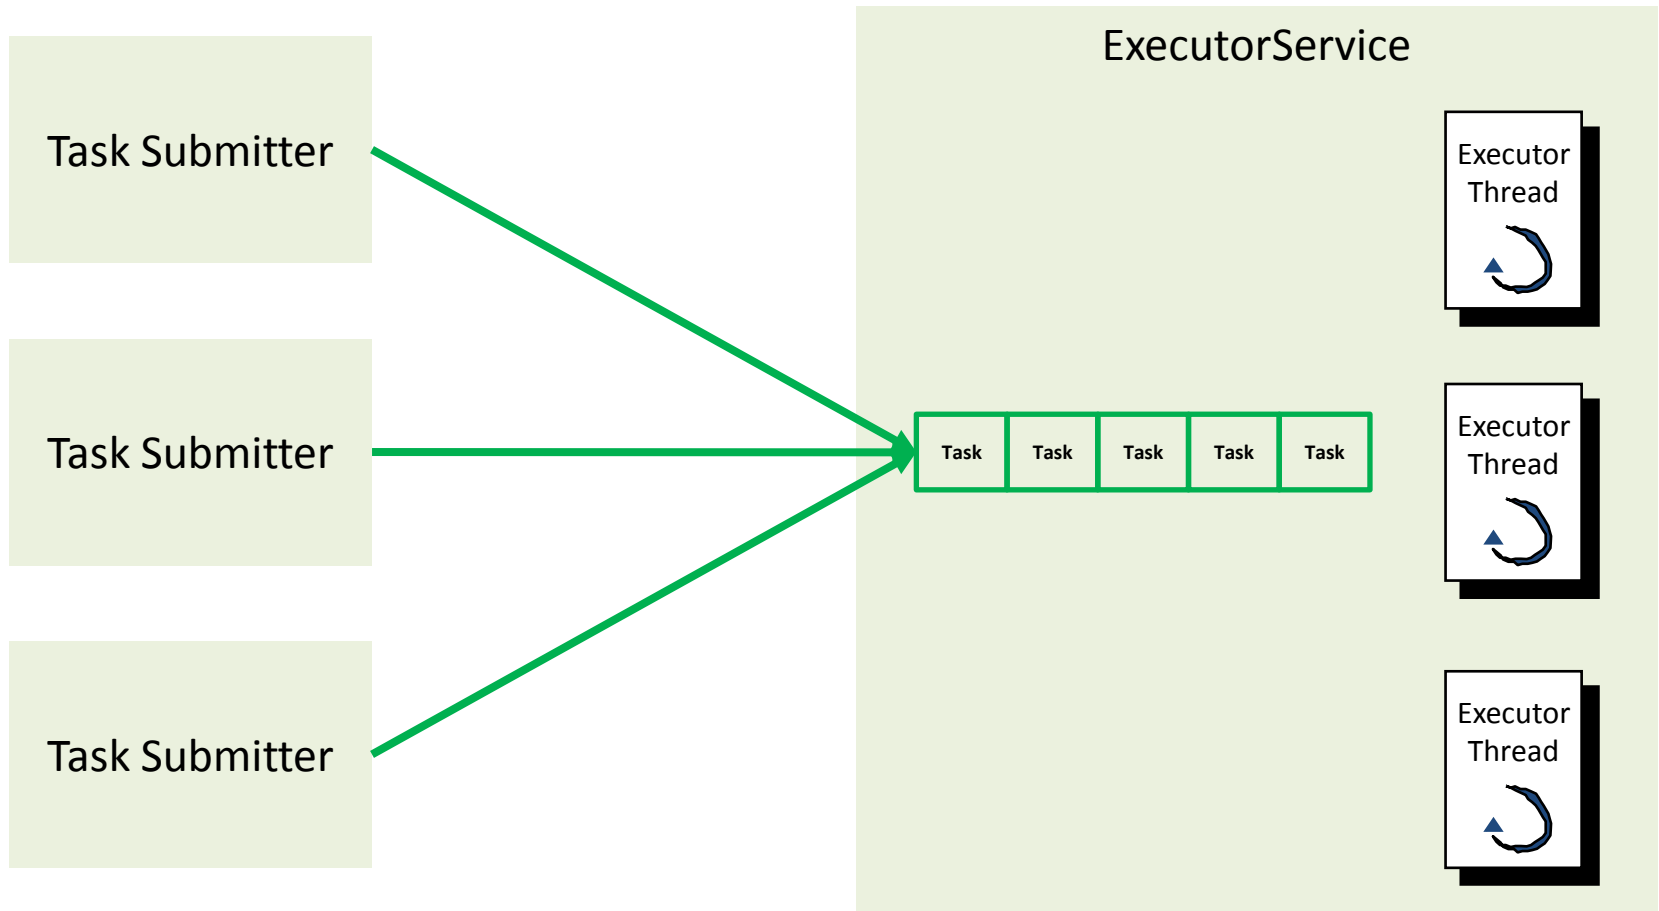 ExecutorService
Task Submitter
Task Submitter
Task Submitter
Task Task Task Task Task
Executor
Thread
Executor
Thread
Executor
Thread